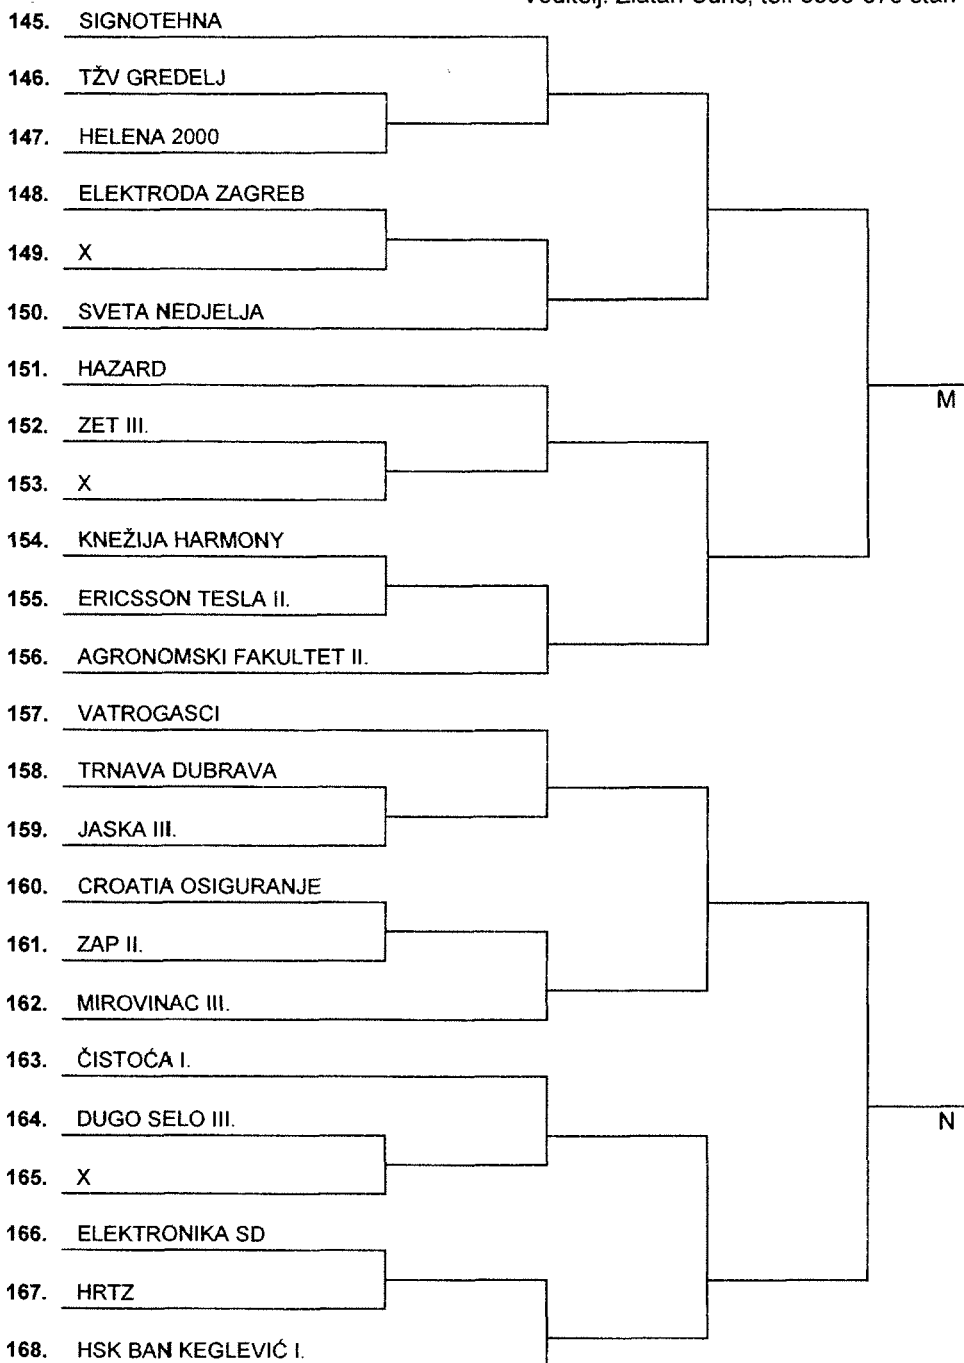 145. SIGNOTEHNA
146. TŽV GREDELJ
147. HELENA 2000
148. ELEKTRODA ZAGREB
149. X
150. SVETA NEDJELJA
151. HAZARD
M
152. ZET III.
153. X
154. KNEŽIJA HARMONY
155. ERICSSON TESLA II.
156. AGRONOMSKI FAKULTET II.
157. VATROGASCI
158. TRNAVA DUBRAVA
159. JASKA III.
160. CROATIA OSIGURANJE
161. ZAP II.
162. MIROVINAC III.
163. ČISTOĆA I.
164. DUGO SELO III.
N
165. X
166. ELEKTRONIKA SD
167. HRTZ
168. HSK BAN KEGLEVIĆ I.